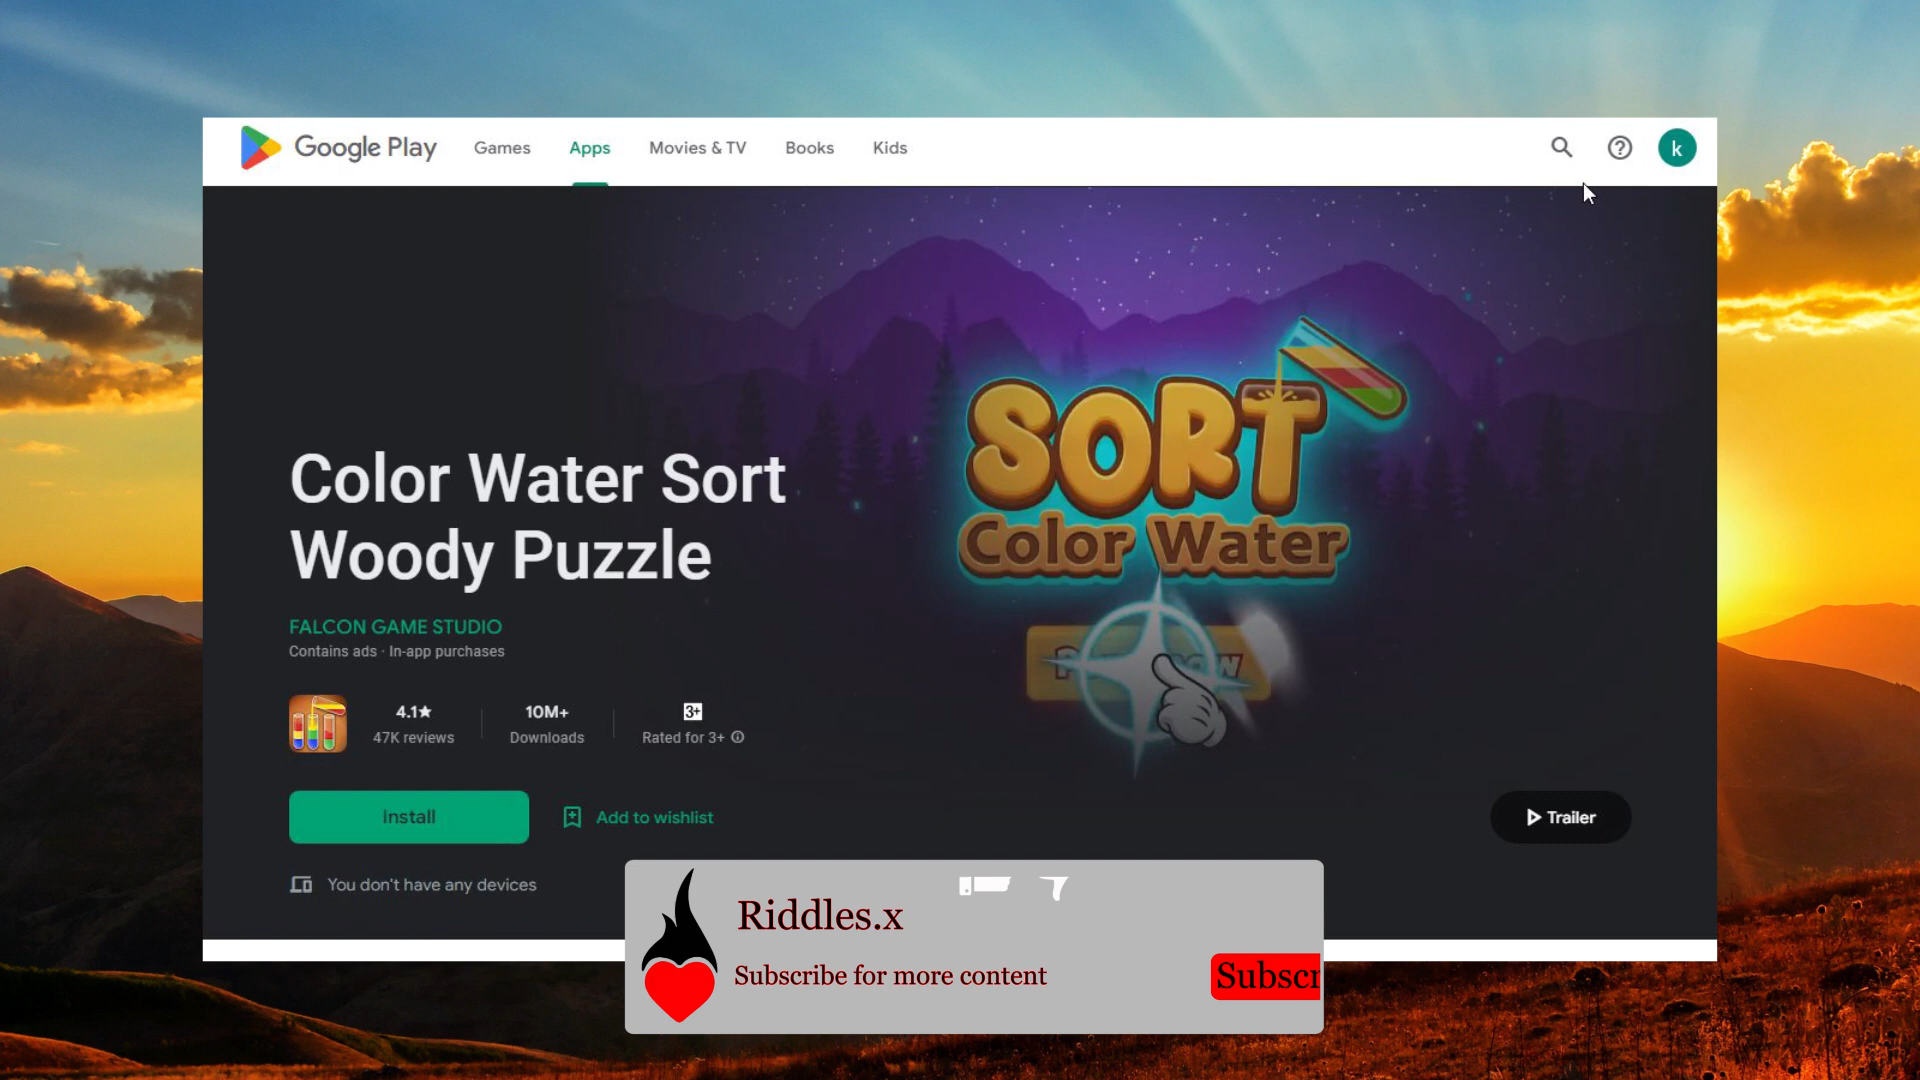 Google Play Games Apps Movies & TV Books Kids k
SORT
Color Water
Color Water Sort
Woody Puzzle
FALCON GAME STUDIO
Contains ads · In-app purchases
4.1★ 10M+ 3+
47K reviews Downloads Rated for 3+
Install Add to wishlist Trailer
You don't have any devices
Riddles.x
Subscribe for more content
Subscr